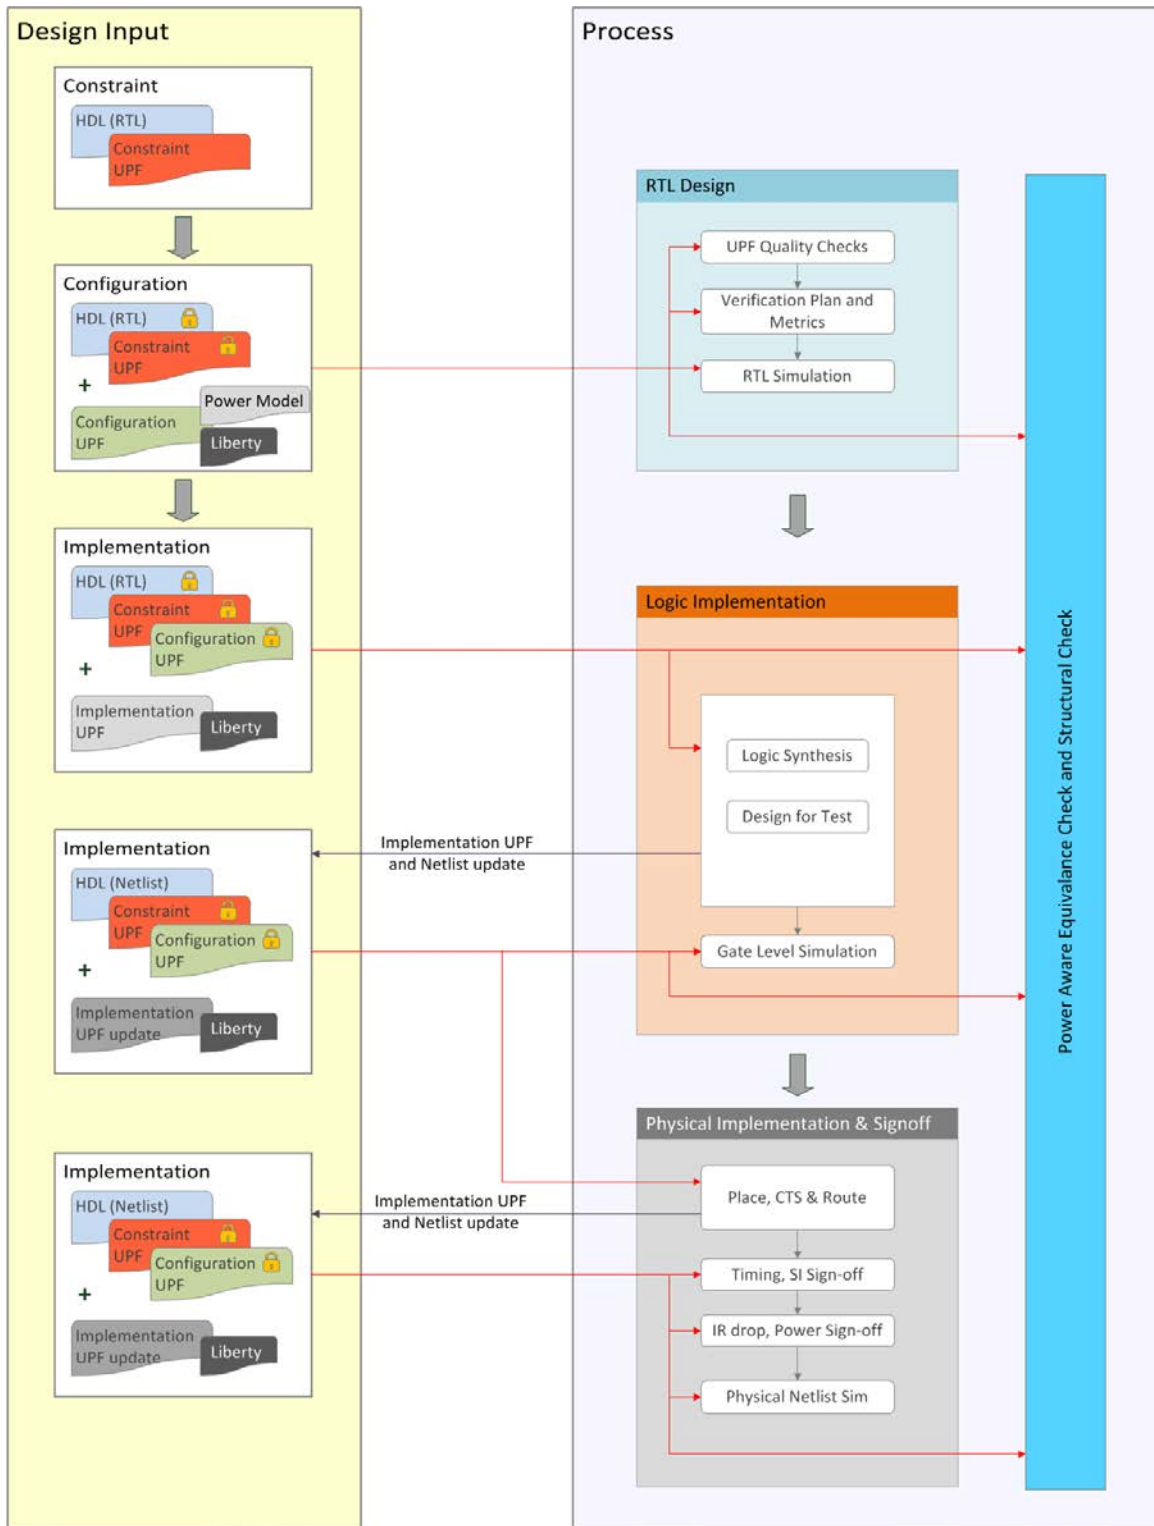 Design Input
Constraint
HDL (RTL)
Constraint
UPF
Configuration
HDL (RTL)
Constraint
UPF
+
Configuration
UPF
Power Model
Liberty
Implementation
HDL (RTL)
Constraint
UPF
Configuration
UPF
+
Implementation
UPF
Liberty
Implementation
HDL (Netlist)
Constraint
UPF
Configuration
UPF
+
Implementation
UPF update
Liberty
Implementation
HDL (Netlist)
Constraint
UPF
Configuration
UPF
+
Implementation
UPF update
Liberty
Implementation UPF
and Netlist update
Implementation UPF
and Netlist update
Process
RTL Design
UPF Quality Checks
Verification Plan and
Metrics
RTL Simulation
Logic Implementation
Logic Synthesis
Design for Test
Gate Level Simulation
Physical Implementation & Signoff
Place, CTS & Route
Timing, SI Sign-off
IR drop, Power Sign-off
Physical Netlist Sim
Power Aware Equivalance Check and Structural Check